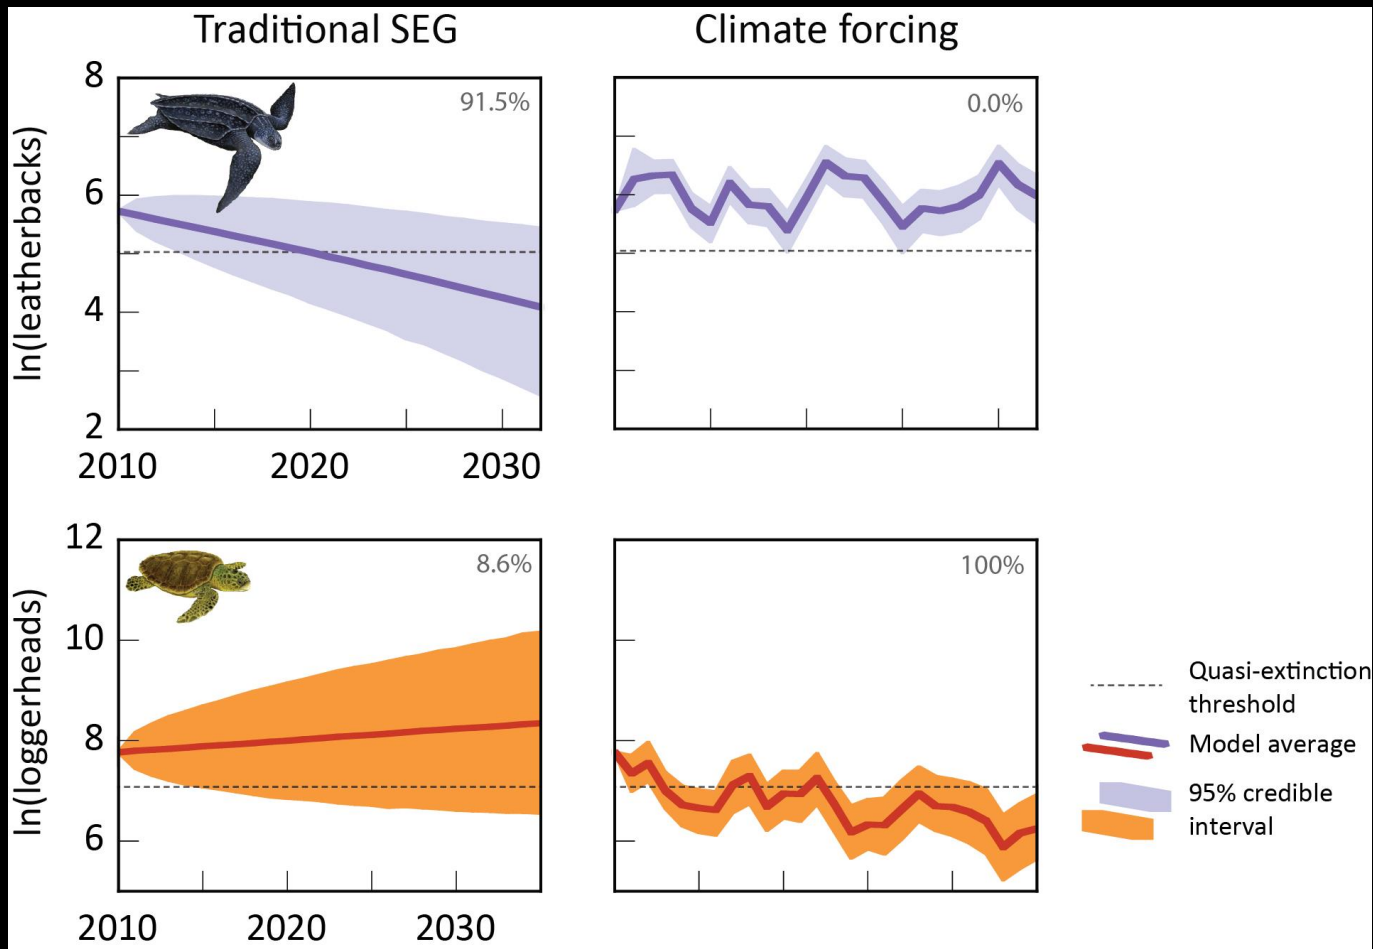 Traditional SEG
Climate forcing
ln(leatherbacks)
8
6
4
2
91.5%
0.0%
2010
2020
2030
ln(loggerheads)
12
10
8
6
8.6%
100%
2010
2020
2030
Quasi-extinction
threshold
Model average
95% credible
interval